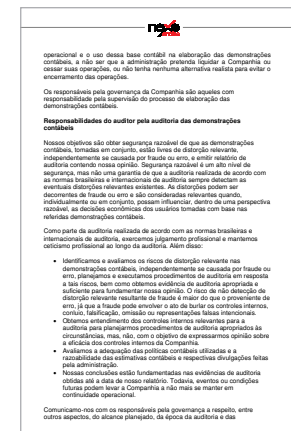 nexo
operacional e o uso dessa base contábil na elaboração das demonstrações
contábeis, a não ser que a administração pretenda liquidar a Companhia ou
cessar suas operações, ou não tenha nenhuma alternativa realista para evitar o
encerramento das operações.
Os responsáveis pela governança da Companhia são aqueles com
responsabilidade pela supervisão do processo de elaboração das
demonstrações contábeis.
Responsabilidades do auditor pela auditoria das demonstrações
contábeis
Nossos objetivos são obter segurança razoável de que as demonstrações
contábeis, tomadas em conjunto, estão livres de distorção relevante,
independentemente se causada por fraude ou erro, e emitir relatório de
auditoria contendo nossa opinião. Segurança razoável é um alto nível de
segurança, mas não uma garantia de que a auditoria realizada de acordo com
as normas brasileiras e internacionais de auditoria sempre detectam as
eventuais distorções relevantes existentes. As distorções podem ser
decorrentes de fraude ou erro e são consideradas relevantes quando,
individualmente ou em conjunto, possam influenciar, dentro de uma perspectiva
razoável, as decisões econômicas dos usuários tomadas com base nas
referidas demonstrações contábeis.
Como parte da auditoria realizada de acordo com as normas brasileiras e
internacionais de auditoria, exercemos julgamento profissional e mantemos
ceticismo profissional ao longo da auditoria. Além disso:
• Identificamos e avaliamos os riscos de distorção relevante nas
demonstrações contábeis, independentemente se causada por fraude ou
erro, planejamos e executamos procedimentos de auditoria em resposta
a tais riscos, bem como obtemos evidência de auditoria apropriada e
suficiente para fundamentar nossa opinião. O risco de não detecção de
distorção relevante resultante de fraude é maior do que o proveniente de
erro, já que a fraude pode envolver o ato de burlar os controles internos,
conluio, falsificação, omissão ou representações falsas intencionais.
• Obtemos entendimento dos controles internos relevantes para a
auditoria para planejarmos procedimentos de auditoria apropriados às
circunstâncias, mas, não, com o objetivo de expressarmos opinião sobre
a eficácia dos controles internos da Companhia.
• Avaliamos a adequação das políticas contábeis utilizadas e a
razoabilidade das estimativas contábeis e respectivas divulgações feitas
pela administração.
• Nossas conclusões estão fundamentadas nas evidências de auditoria
obtidas até a data de nosso relatório. Todavia, eventos ou condições
futuras podem levar a Companhia a não mais se manter em
continuidade operacional.
Comunicamo-nos com os responsáveis pela governança a respeito, entre
outros aspectos, do alcance planejado, da época da auditoria e das